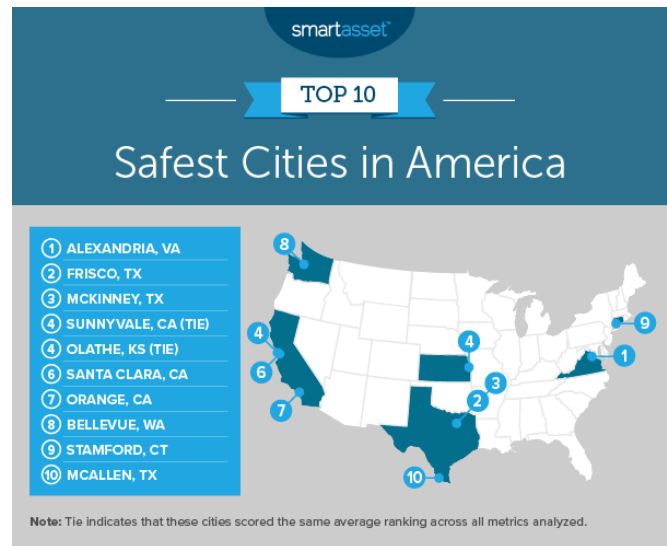 smartasset™
TOP 10
Safest Cities in America
1 ALEXANDRIA, VA
2 FRISCO, TX
3 MCKINNEY, TX
4 SUNNYVALE, CA (TIE)
4 OLATHE, KS (TIE)
6 SANTA CLARA, CA
7 ORANGE, CA
8 BELLEVUE, WA
9 STAMFORD, CT
10 MCALLEN, TX
8
9
4
4
1
6
3
2
7
10
Note: Tie indicates that these cities scored the same average ranking across all metrics analyzed.